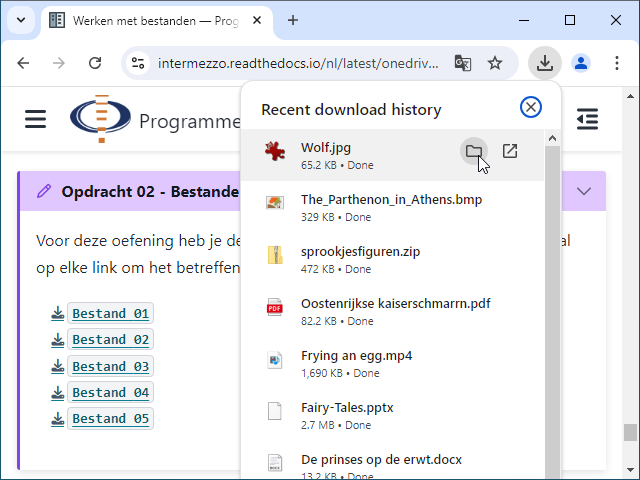 Werken met bestanden — Prog
intermezzo.readthedocs.io/nl/latest/onedriv...
Programme
Recent download history
Wolf.jpg
65.2 KB • Done
The_Parthenon_in_Athens.bmp
329 KB • Done
sprookjesfiguren.zip
472 KB • Done
Oostenrijkse kaiserschmarrn.pdf
82.2 KB • Done
Frying an egg.mp4
1,690 KB • Done
Fairy-Tales.pptx
2.7 MB • Done
De prinses op de erwt.docx
13.2 KB • Done
Opdracht 02 - Bestande
Voor deze oefening heb je de
al
op elke link om het betreffen
Bestand 01
Bestand 02
Bestand 03
Bestand 04
Bestand 05